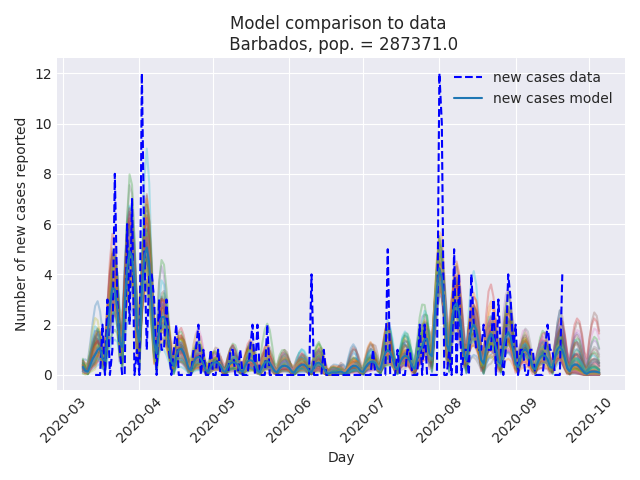 Model comparison to data
Barbados, pop. = 287371.0
new cases data
new cases model
Number of new cases reported
12
10
8
6
4
2
0
2020-03
2020-04
2020-05
2020-06
2020-07
2020-08
2020-09
2020-10
Day